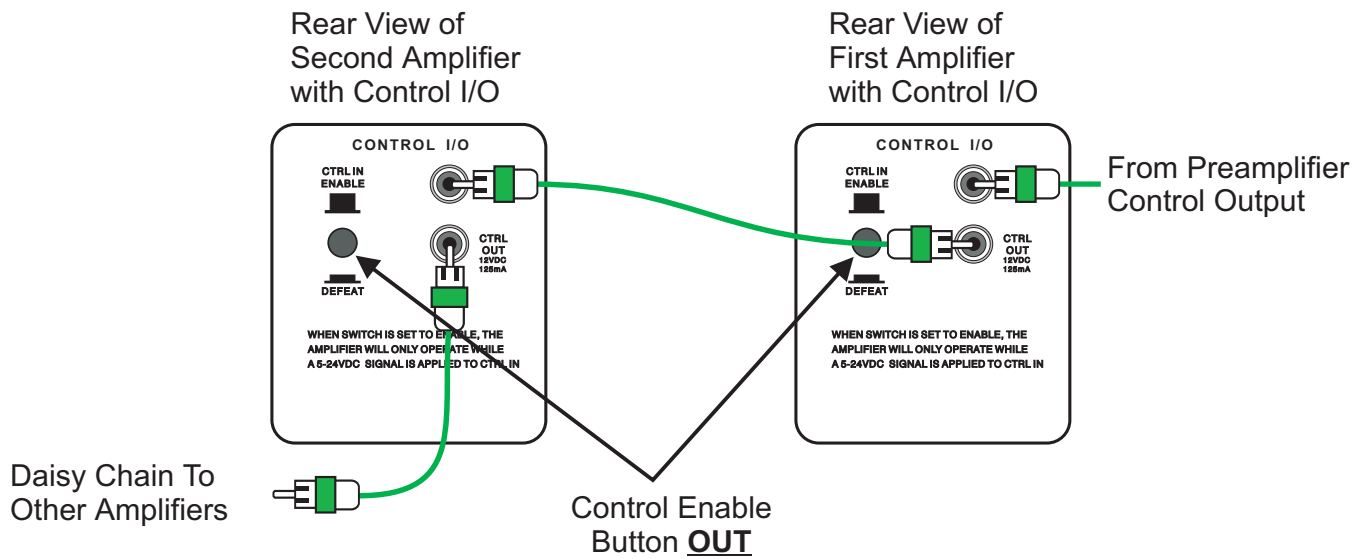 Rear View of
Second Amplifier
with Control I/O
CONTROL I/O
CTRL IN
ENABLE
DEFEAT
CTRL
OUT
12VDC
125mA
WHEN SWITCH IS SET TO ENABLE, THE
AMPLIFIER WILL ONLY OPERATE WHILE
A 5-24VDC SIGNAL IS APPLIED TO CTRL IN
Rear View of
First Amplifier
with Control I/O
CONTROL I/O
CTRL IN
ENABLE
DEFEAT
CTRL
OUT
12VDC
125mA
WHEN SWITCH IS SET TO ENABLE, THE
AMPLIFIER WILL ONLY OPERATE WHILE
A 5-24VDC SIGNAL IS APPLIED TO CTRL IN
From Preamplifier
Control Output
Daisy Chain To
Other Amplifiers
Control Enable
Button OUT